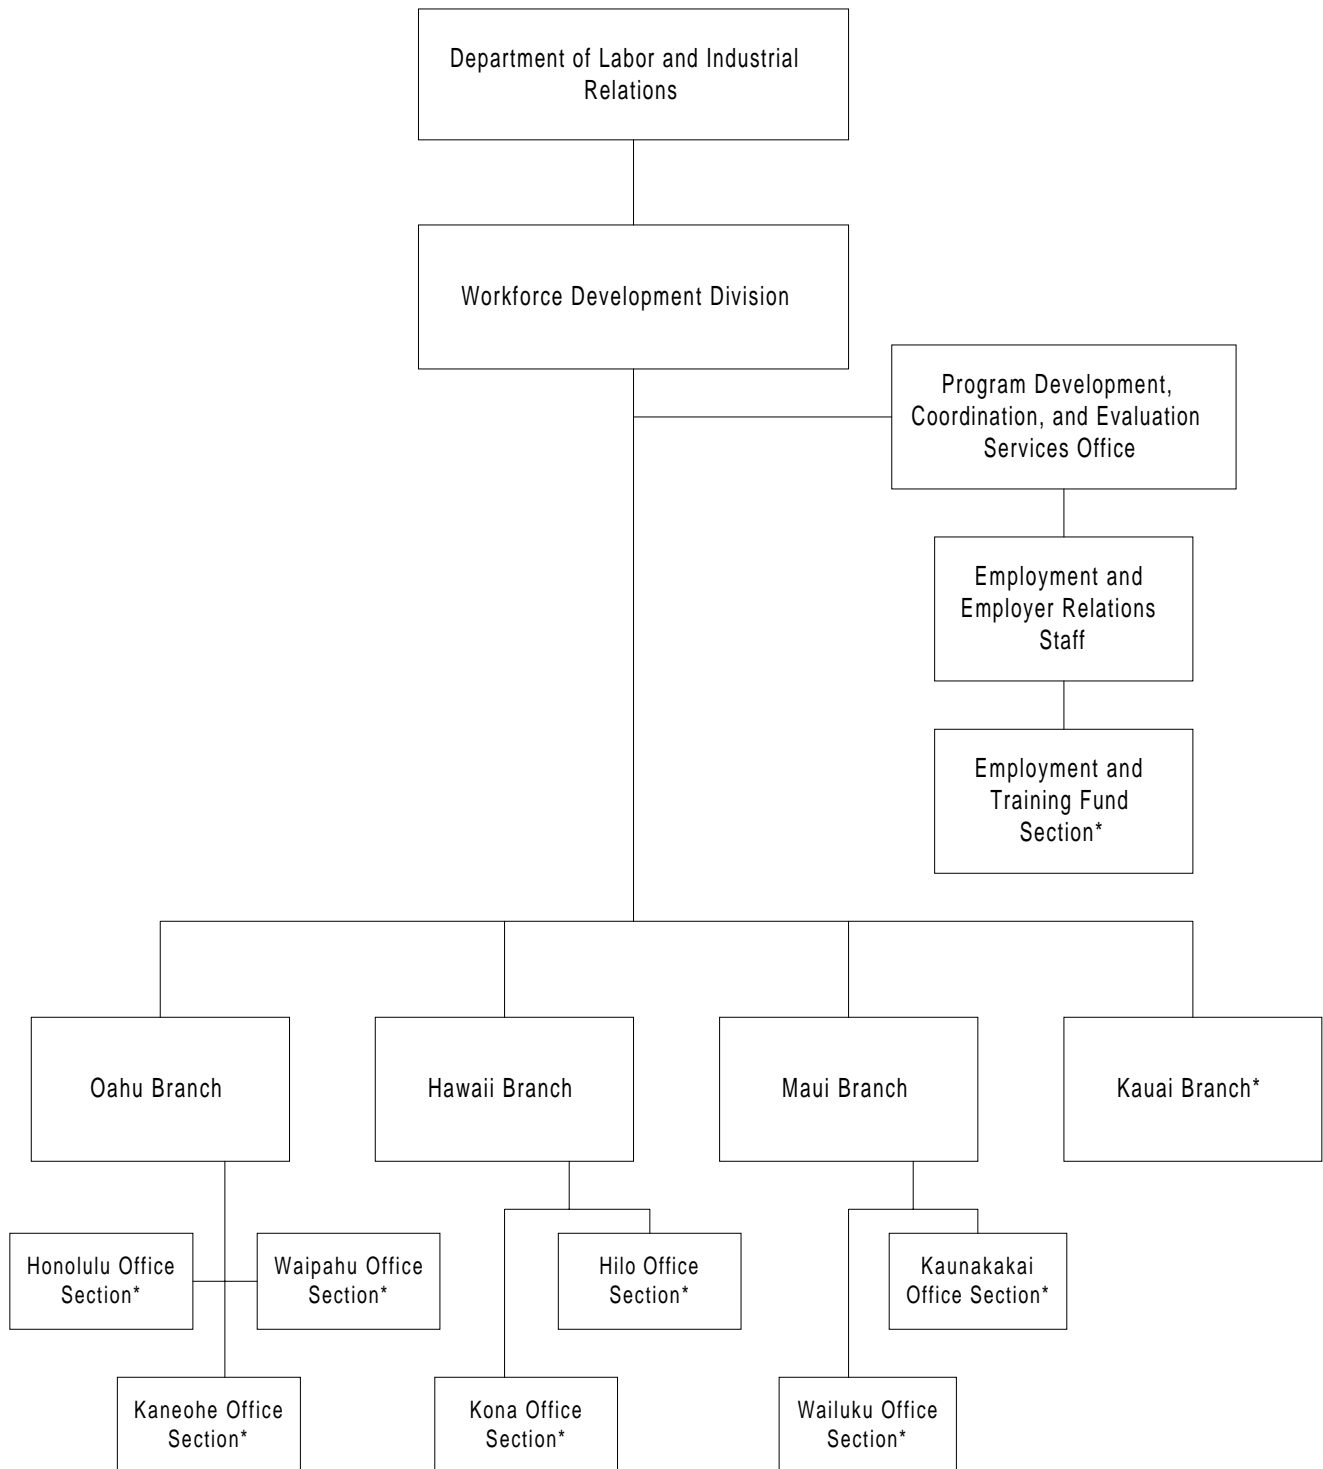 Department of Labor and Industrial
Relations
Workforce Development Division
Program Development,
Coordination, and Evaluation
Services Office
Employment and
Employer Relations
Staff
Employment and
Training Fund
Section*
Oahu Branch
Hawaii Branch
Maui Branch
Kauai Branch*
Honolulu Office
Section*
Waipahu Office
Section*
Hilo Office
Section*
Kaunakakai
Office Section*
Kaneohe Office
Section*
Kona Office
Section*
Wailuku Office
Section*